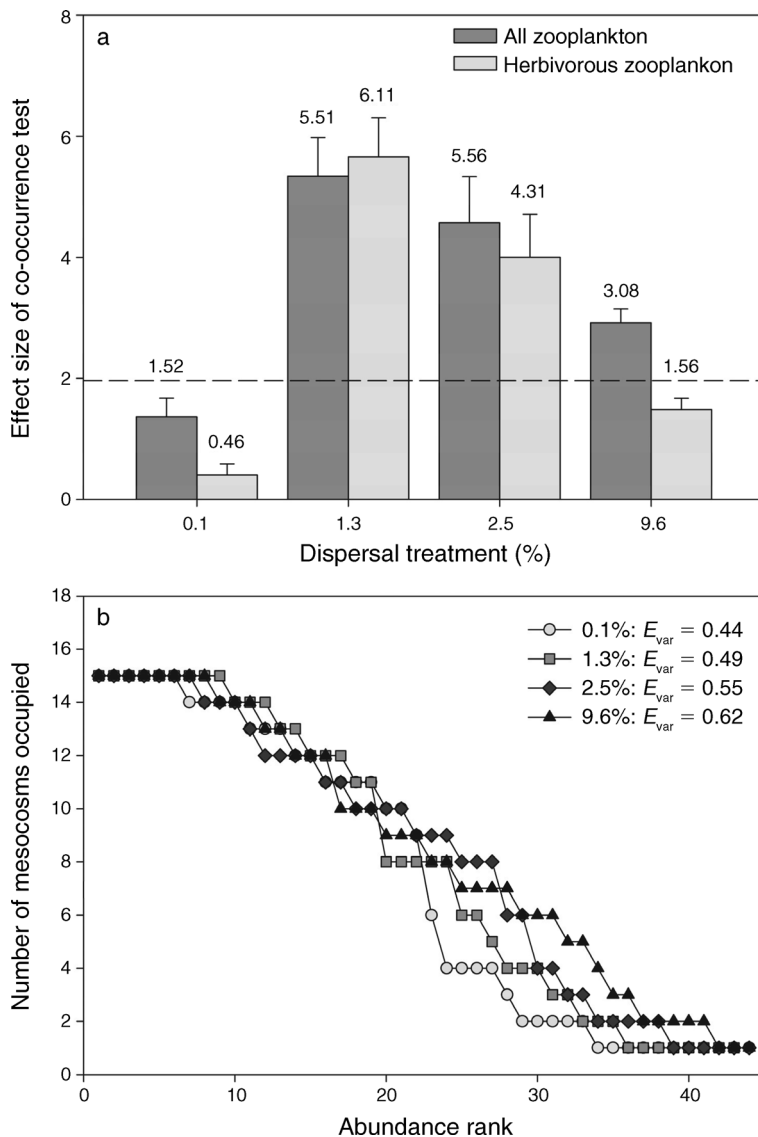 a
All zooplankton
Herbivorous zooplankon
8
6
4
2
0
Effect size of co-occurrence test
1.52
0.46
5.51
6.11
5.56
4.31
3.08
1.56
0.1
1.3
2.5
9.6
Dispersal treatment (%)
b
0.1%: Evar = 0.44
1.3%: Evar = 0.49
2.5%: Evar = 0.55
9.6%: Evar = 0.62
18
16
14
12
10
8
6
4
2
0
Number of mesocosms occupied
0
10
20
30
40
Abundance rank